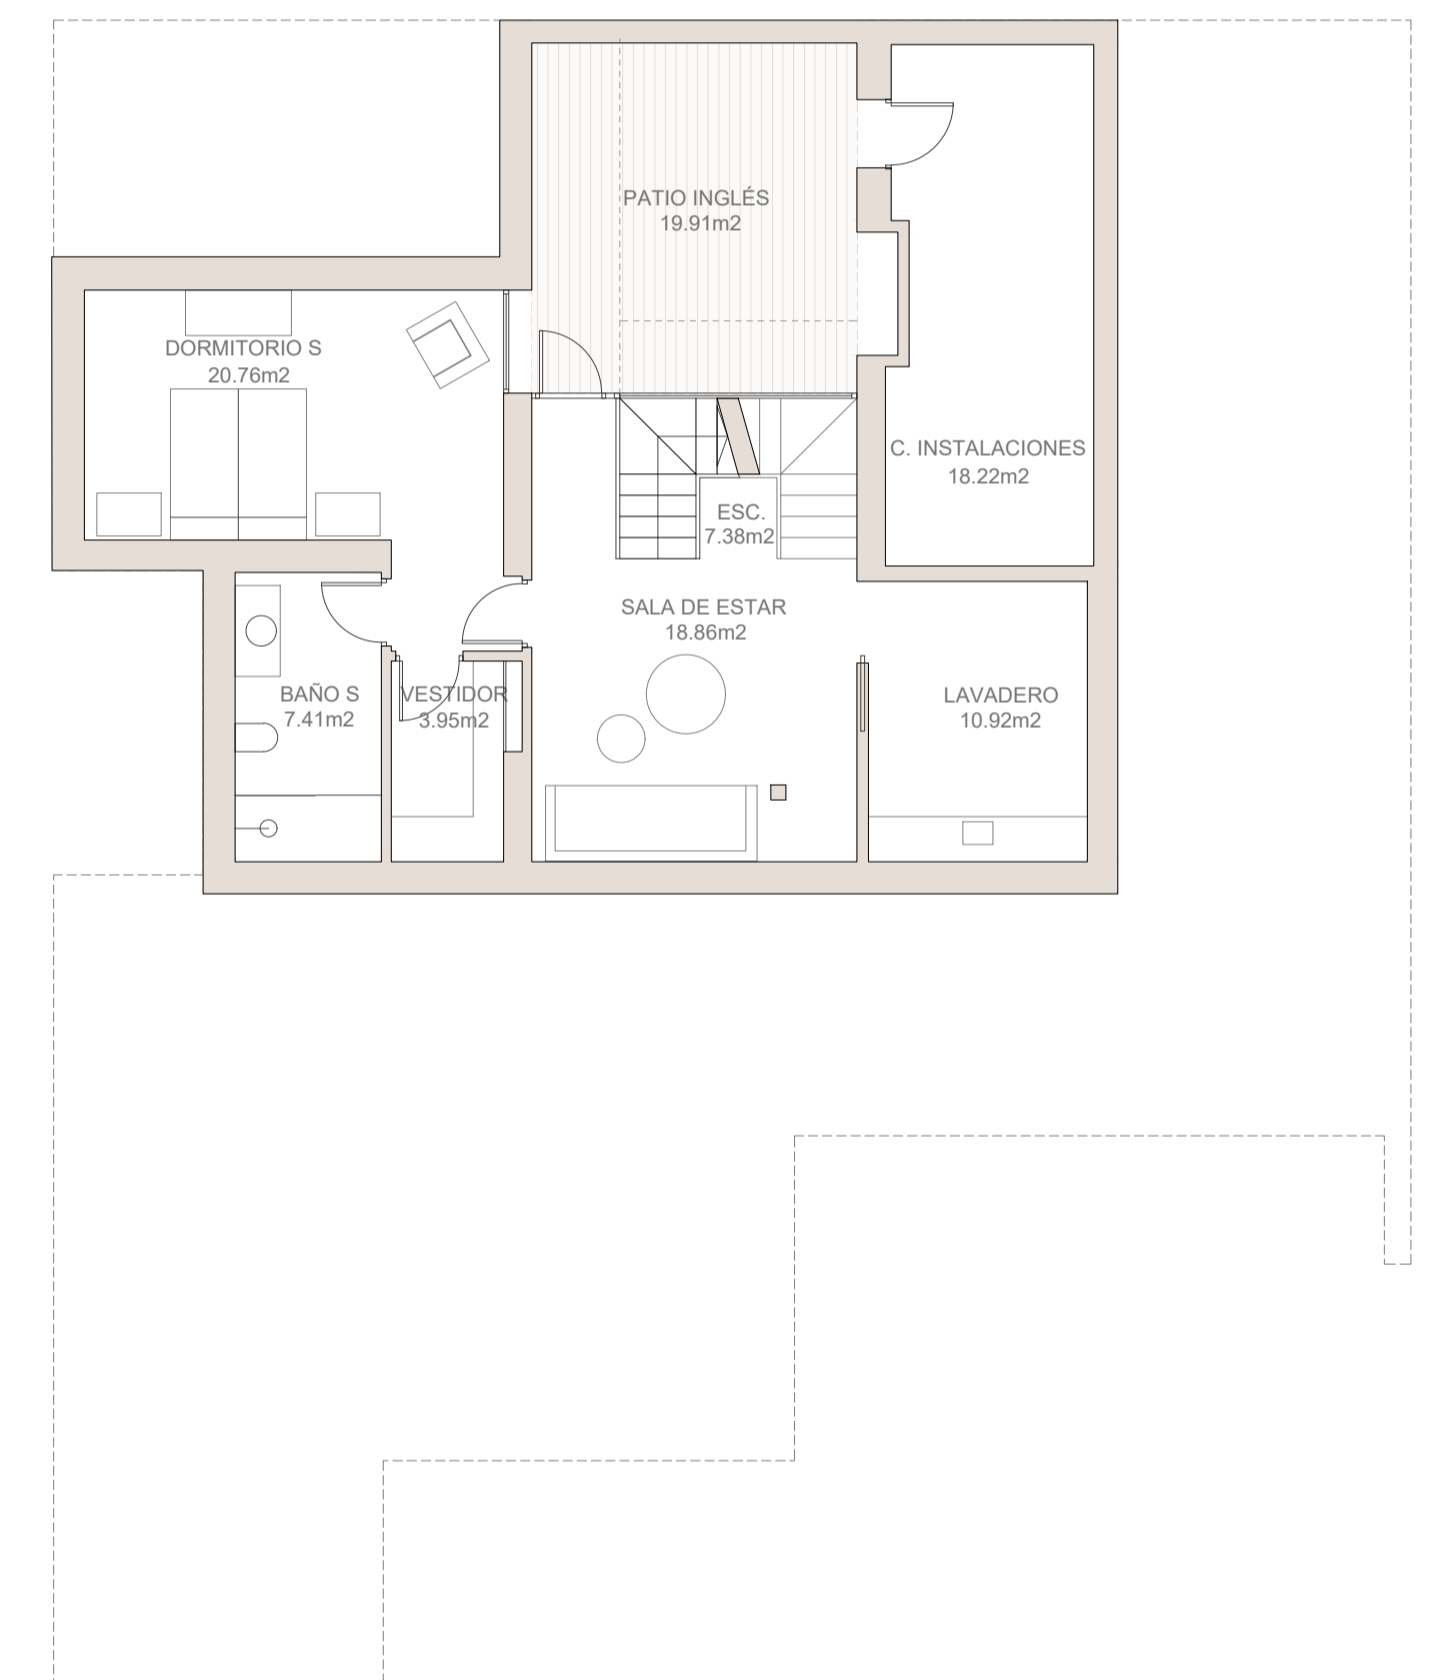 PATIO INGLÉS
19.91m2
DORMITORIO S
20.76m2
C. INSTALACIONES
18.22m2
ESC.
7.38m2
SALA DE ESTAR
18.86m2
BAÑO S
7.41m2
VESTIDOR
3.95m2
LAVADERO
10.92m2